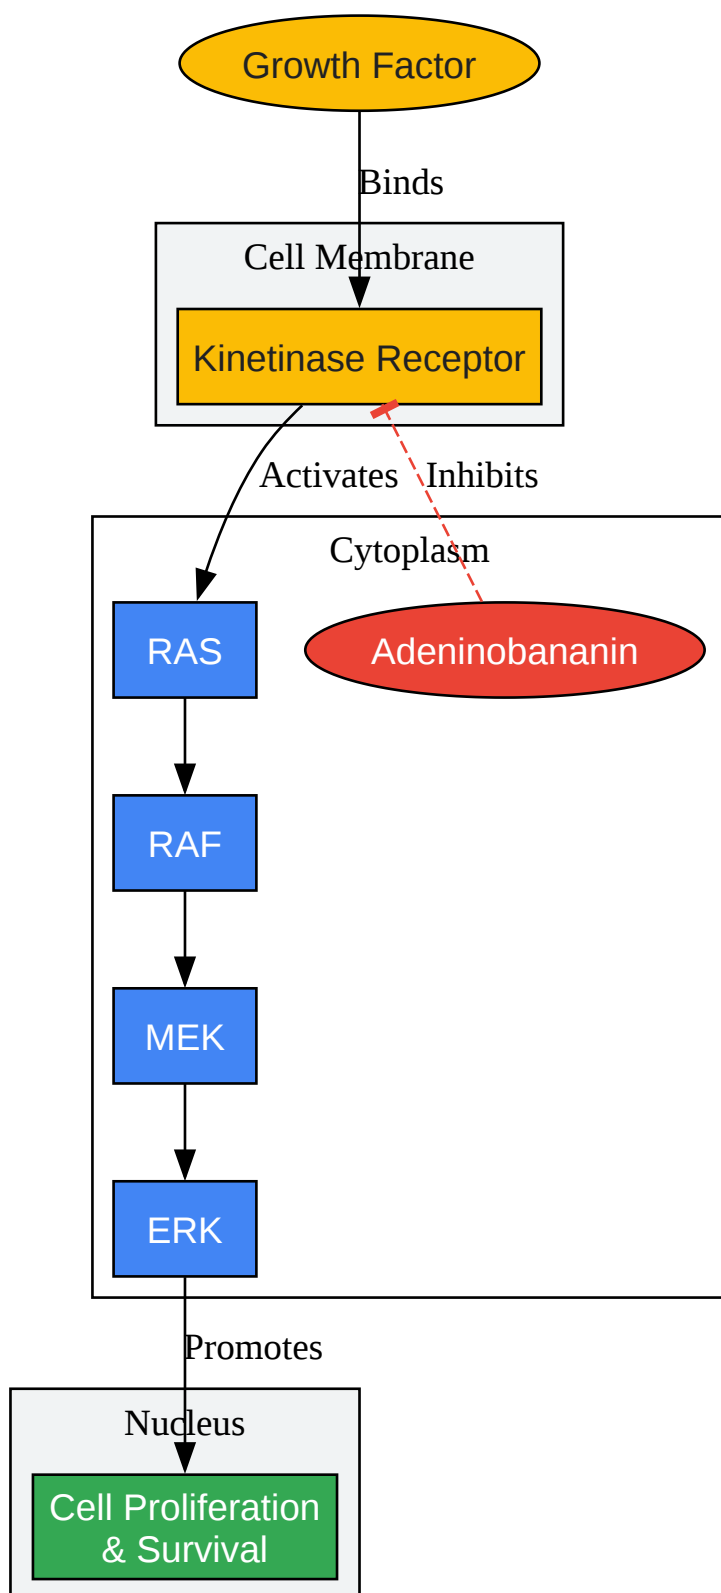 Growth Factor
Binds
Cell Membrane
Kinetinase Receptor
Activates
Inhibits
Cytoplasm
RAS
Adeninobananin
RAF
MEK
ERK
Promotes
Nucleus
Cell Proliferation
& Survival